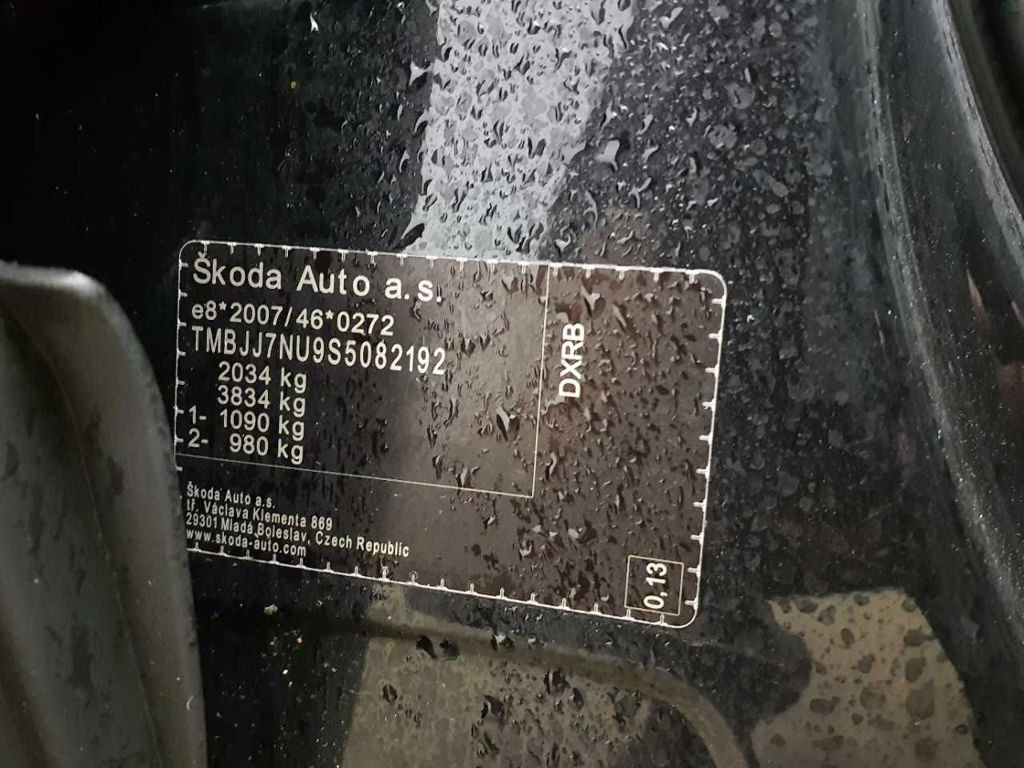 Škoda Auto a.s.
e8*2007/46*0272
TMBJJ7NU9S5082192
2034 kg
3834 kg
1- 1090 kg
2- 980 kg
DXRB
Škoda Auto a.s.
tř. Václava Klementa 869
29301 Mladá Boleslav, Czech Republic
www.skoda-auto.com
0,13